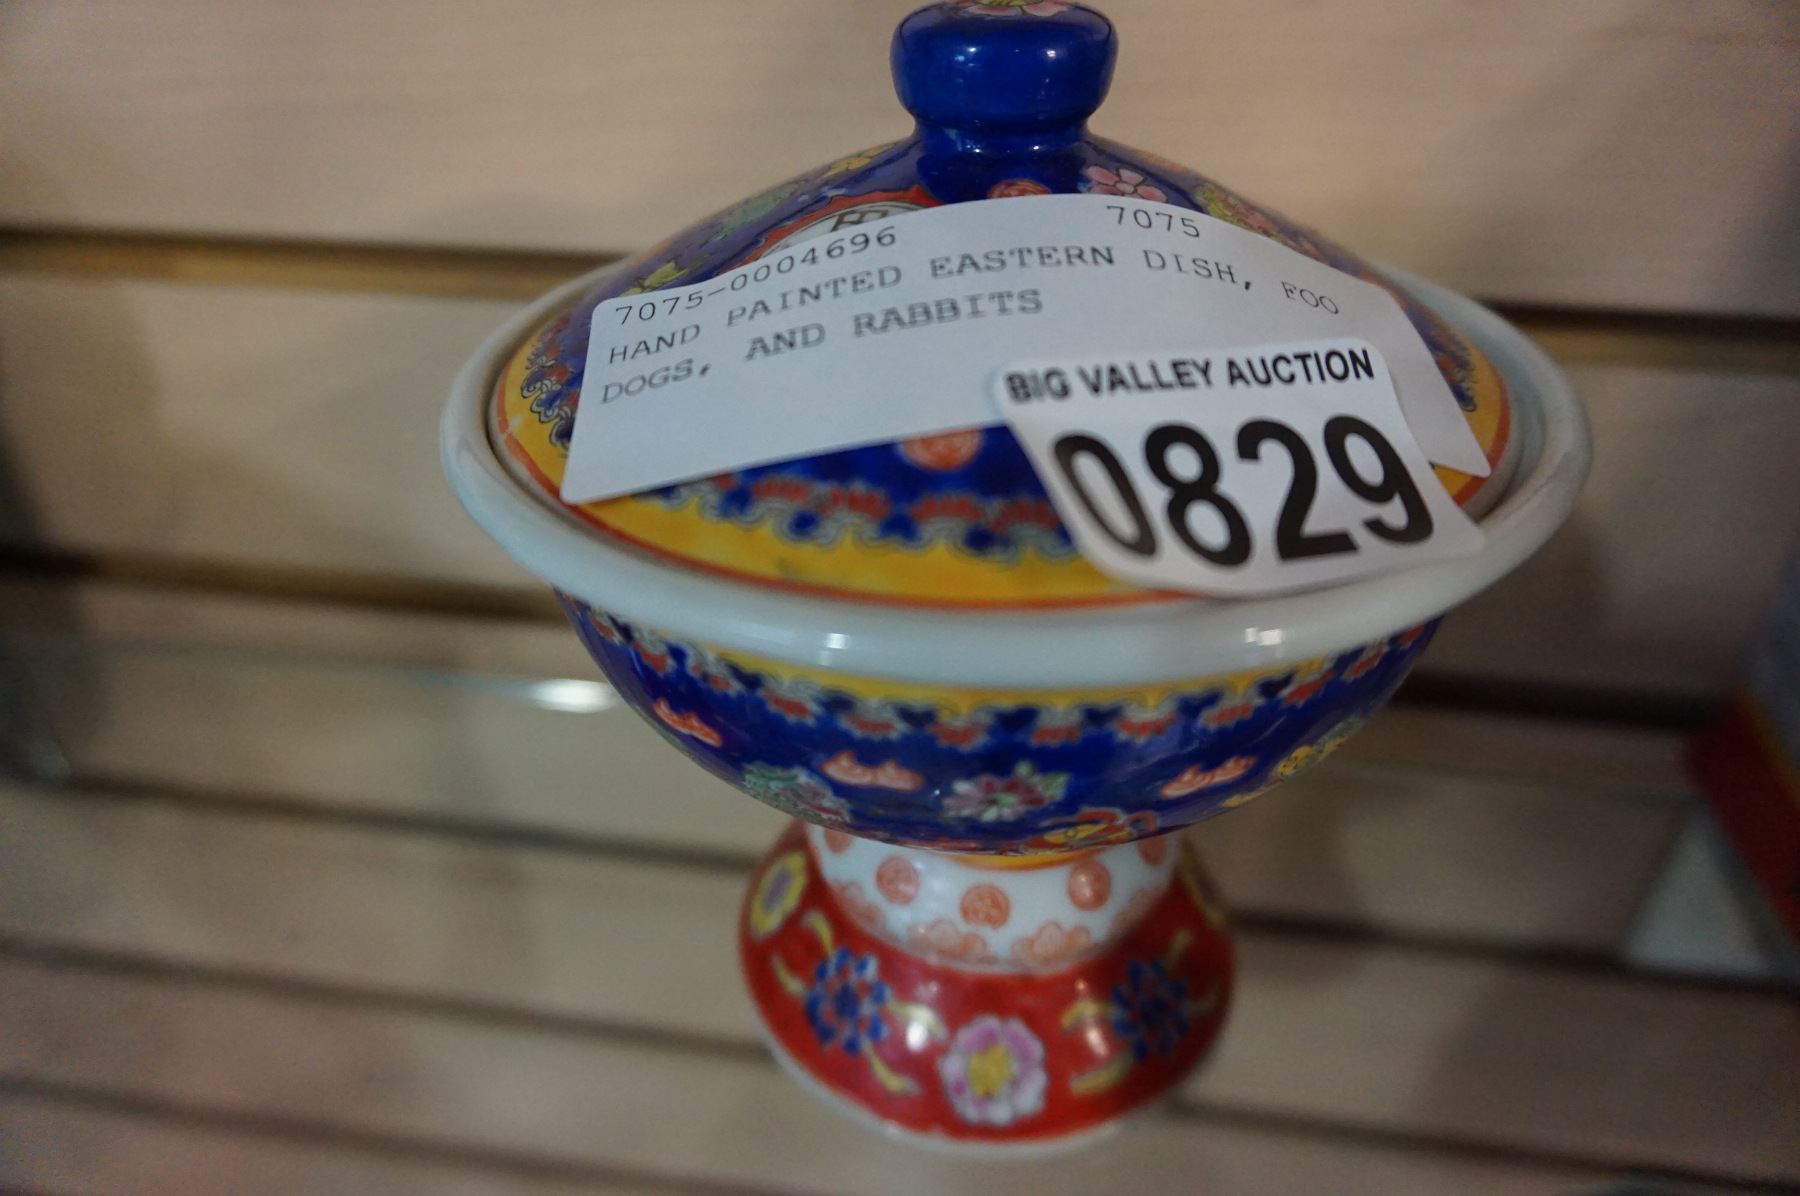 7075-0004696 7075
HAND PAINTED EASTERN DISH, FOO
DOGS, AND RABBITS
BIG VALLEY AUCTION
0829